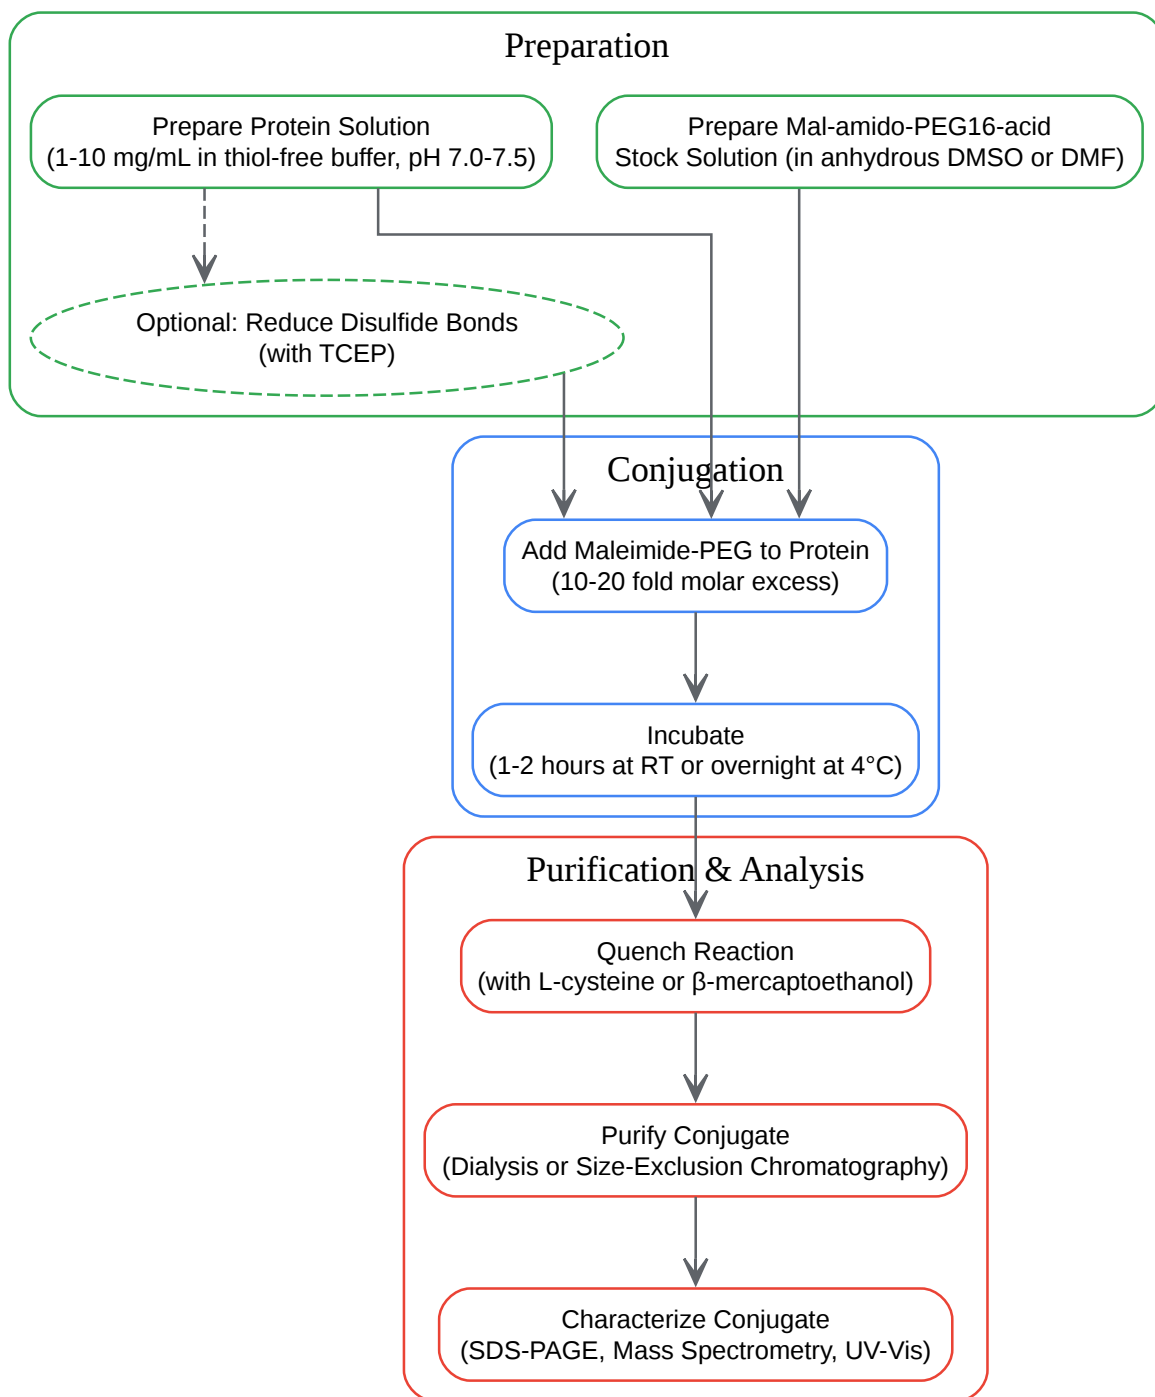 Preparation
Prepare Protein Solution
(1-10 mg/mL in thiol-free buffer, pH 7.0-7.5)
Prepare Mal-amido-PEG16-acid
Stock Solution (in anhydrous DMSO or DMF)
Optional: Reduce Disulfide Bonds
(with TCEP)
Conjugation
Add Maleimide-PEG to Protein
(10-20 fold molar excess)
Incubate
(1-2 hours at RT or overnight at 4°C)
Purification & Analysis
Quench Reaction
(with L-cysteine or β-mercaptoethanol)
Purify Conjugate
(Dialysis or Size-Exclusion Chromatography)
Characterize Conjugate
(SDS-PAGE, Mass Spectrometry, UV-Vis)